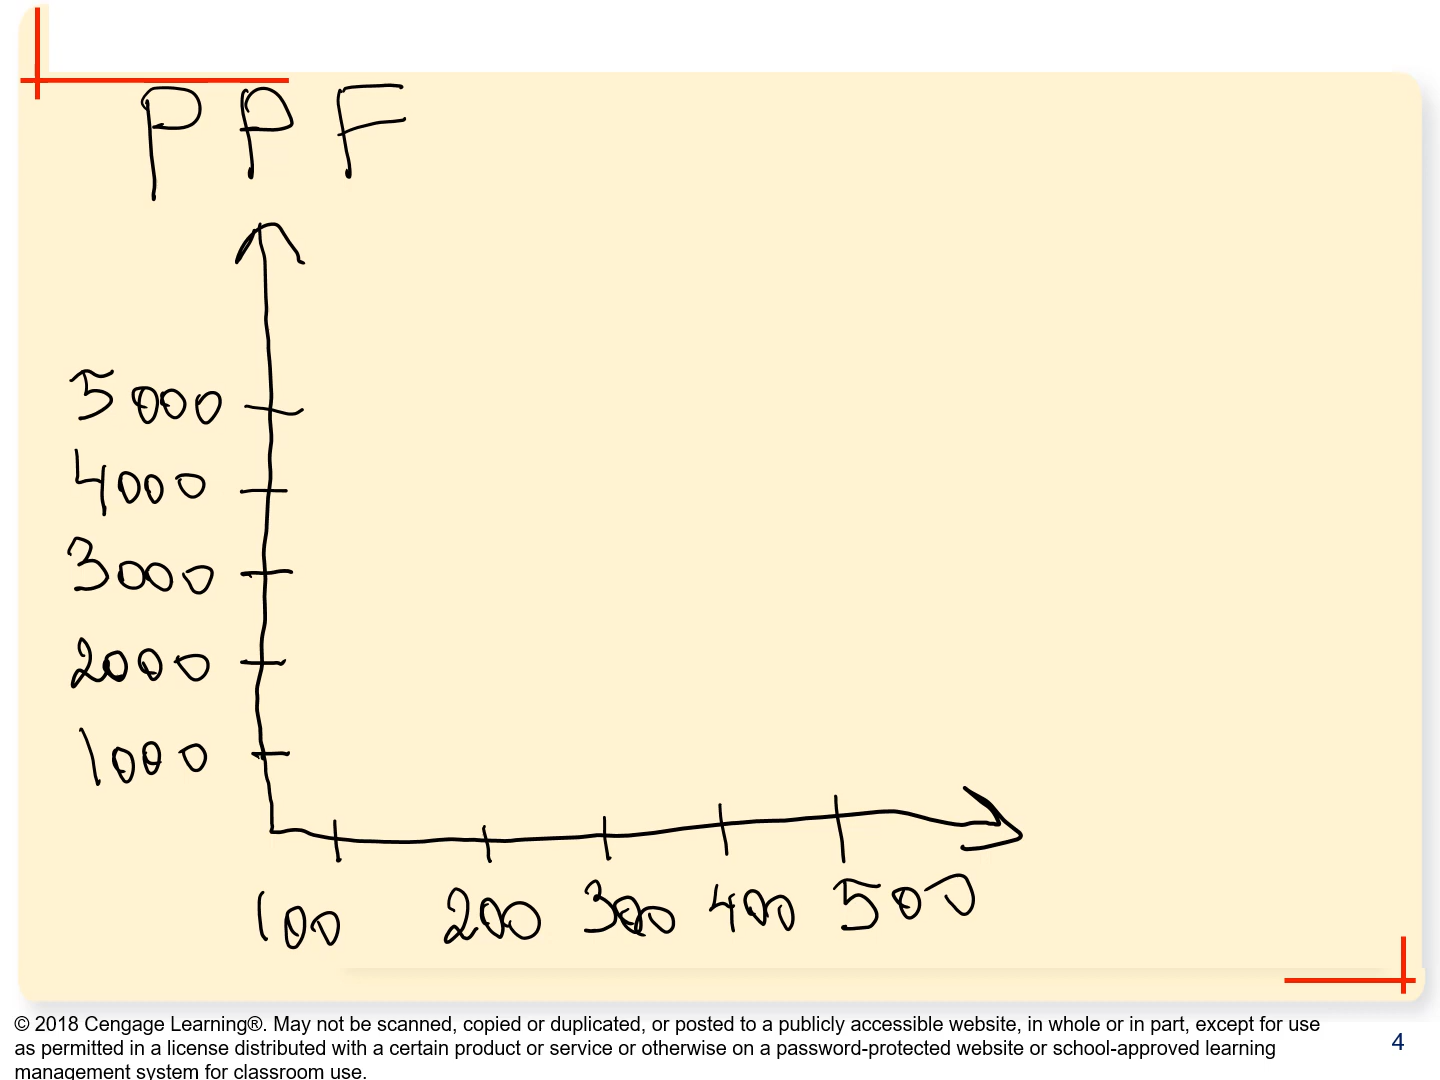 PPF
5000
4000
3000
2000
1000
100 200 300 400 500
© 2018 Cengage Learning®. May not be scanned, copied or duplicated, or posted to a publicly accessible website, in whole or in part, except for use
as permitted in a license distributed with a certain product or service or otherwise on a password-protected website or school-approved learning
management system for classroom use.
4